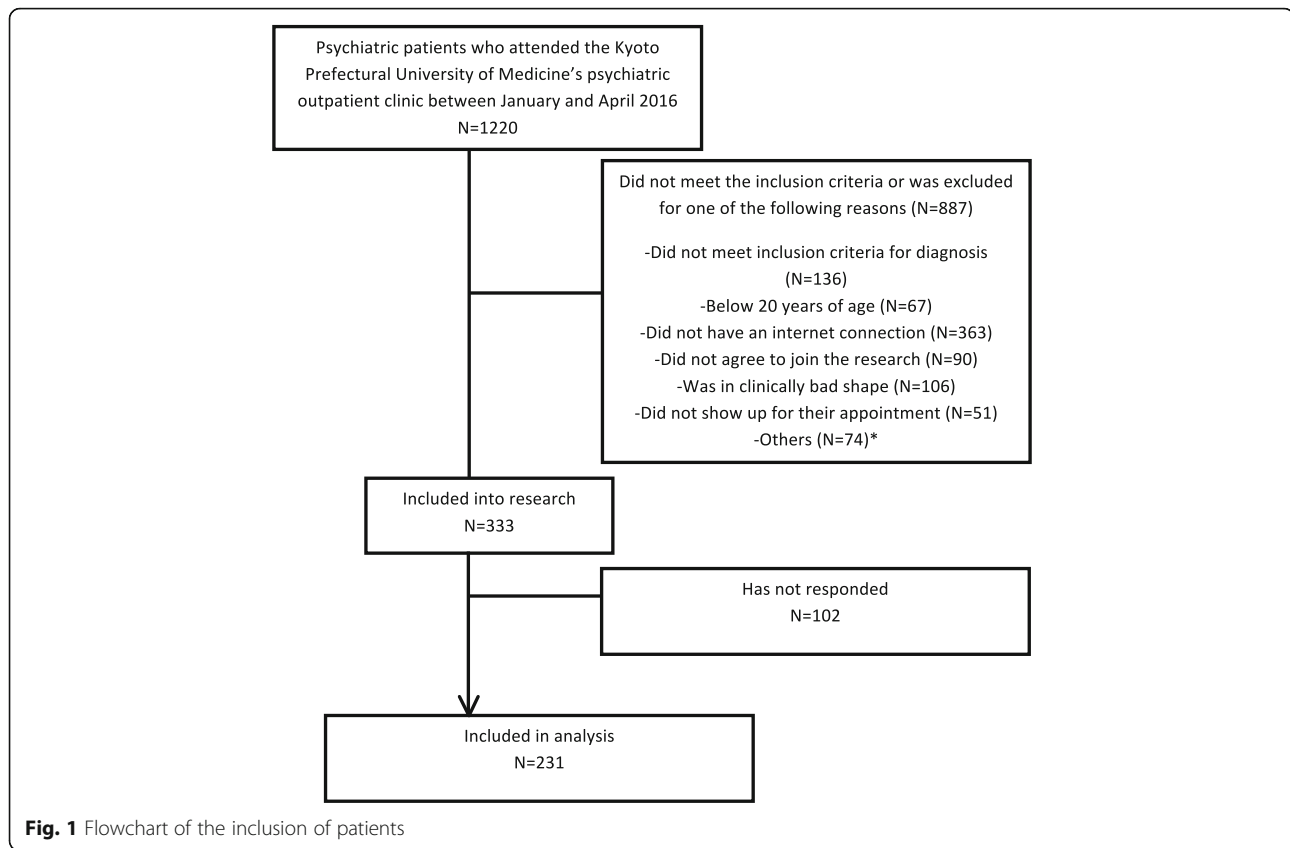 Psychiatric patients who attended the Kyoto
Prefectural University of Medicine's psychiatric
outpatient clinic between January and April 2016
N=1220
Did not meet the inclusion criteria or was excluded
for one of the following reasons (N=887)
-Did not meet inclusion criteria for diagnosis
(N=136)
-Below 20 years of age (N=67)
-Did not have an internet connection (N=363)
-Did not agree to join the research (N=90)
-Was in clinically bad shape (N=106)
-Did not show up for their appointment (N=51)
-Others (N=74)*
Included into research
N=333
Has not responded
N=102
Included in analysis
N=231
Fig. 1 Flowchart of the inclusion of patients